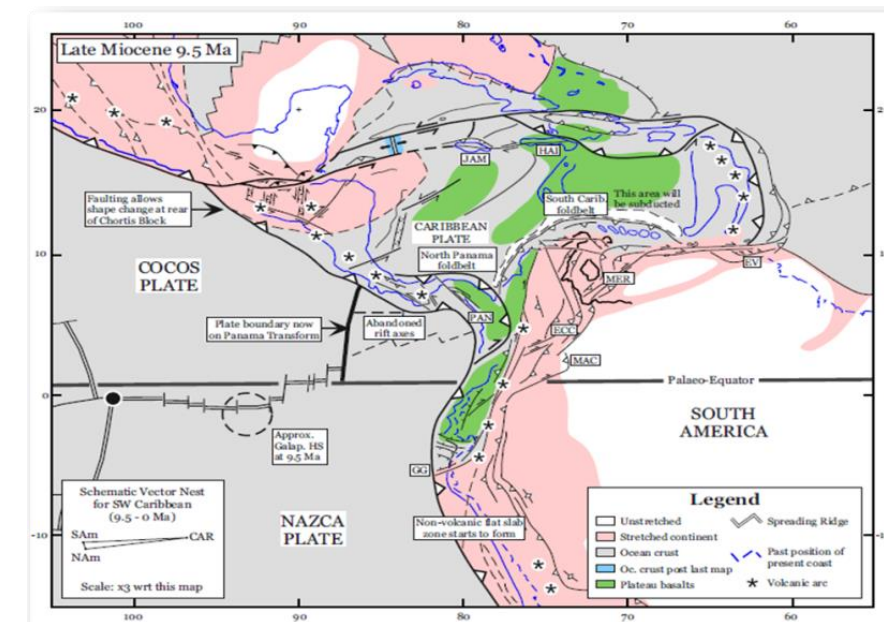 100
90
80
70
60
Late Miocene 9.5 Ma
20
JAM
HAI
Faulting allows
shape change at rear
of Chortis Block
South Carib.
foldbelt
This area will
be subducted
CARIBBEAN
PLATE
North Panama
foldbelt
10
COCOS
PLATE
MER
EV
Plate boundary now
on Panama Transform
Abandoned
rift axes
PAN
ECC
MAC
Palaeo-Equator
0
SOUTH
AMERICA
Approx.
Galap. HS
at 9.5 Ma
GG
Schematic Vector Nest
for SW Caribbean
(9.5 - 0 Ma)
SAm
CAR
NAm
Scale: x3 wrt this map
NAZCA
PLATE
Non-volcanic flat slab
zone starts to form
-10
Legend
Unstretched
Stretched continent
Ocean crust
Oc. crust post last map
Plateau basalts
Spreading Ridge
Past position of
present coast
Volcanic arc
100
90
80
70
60